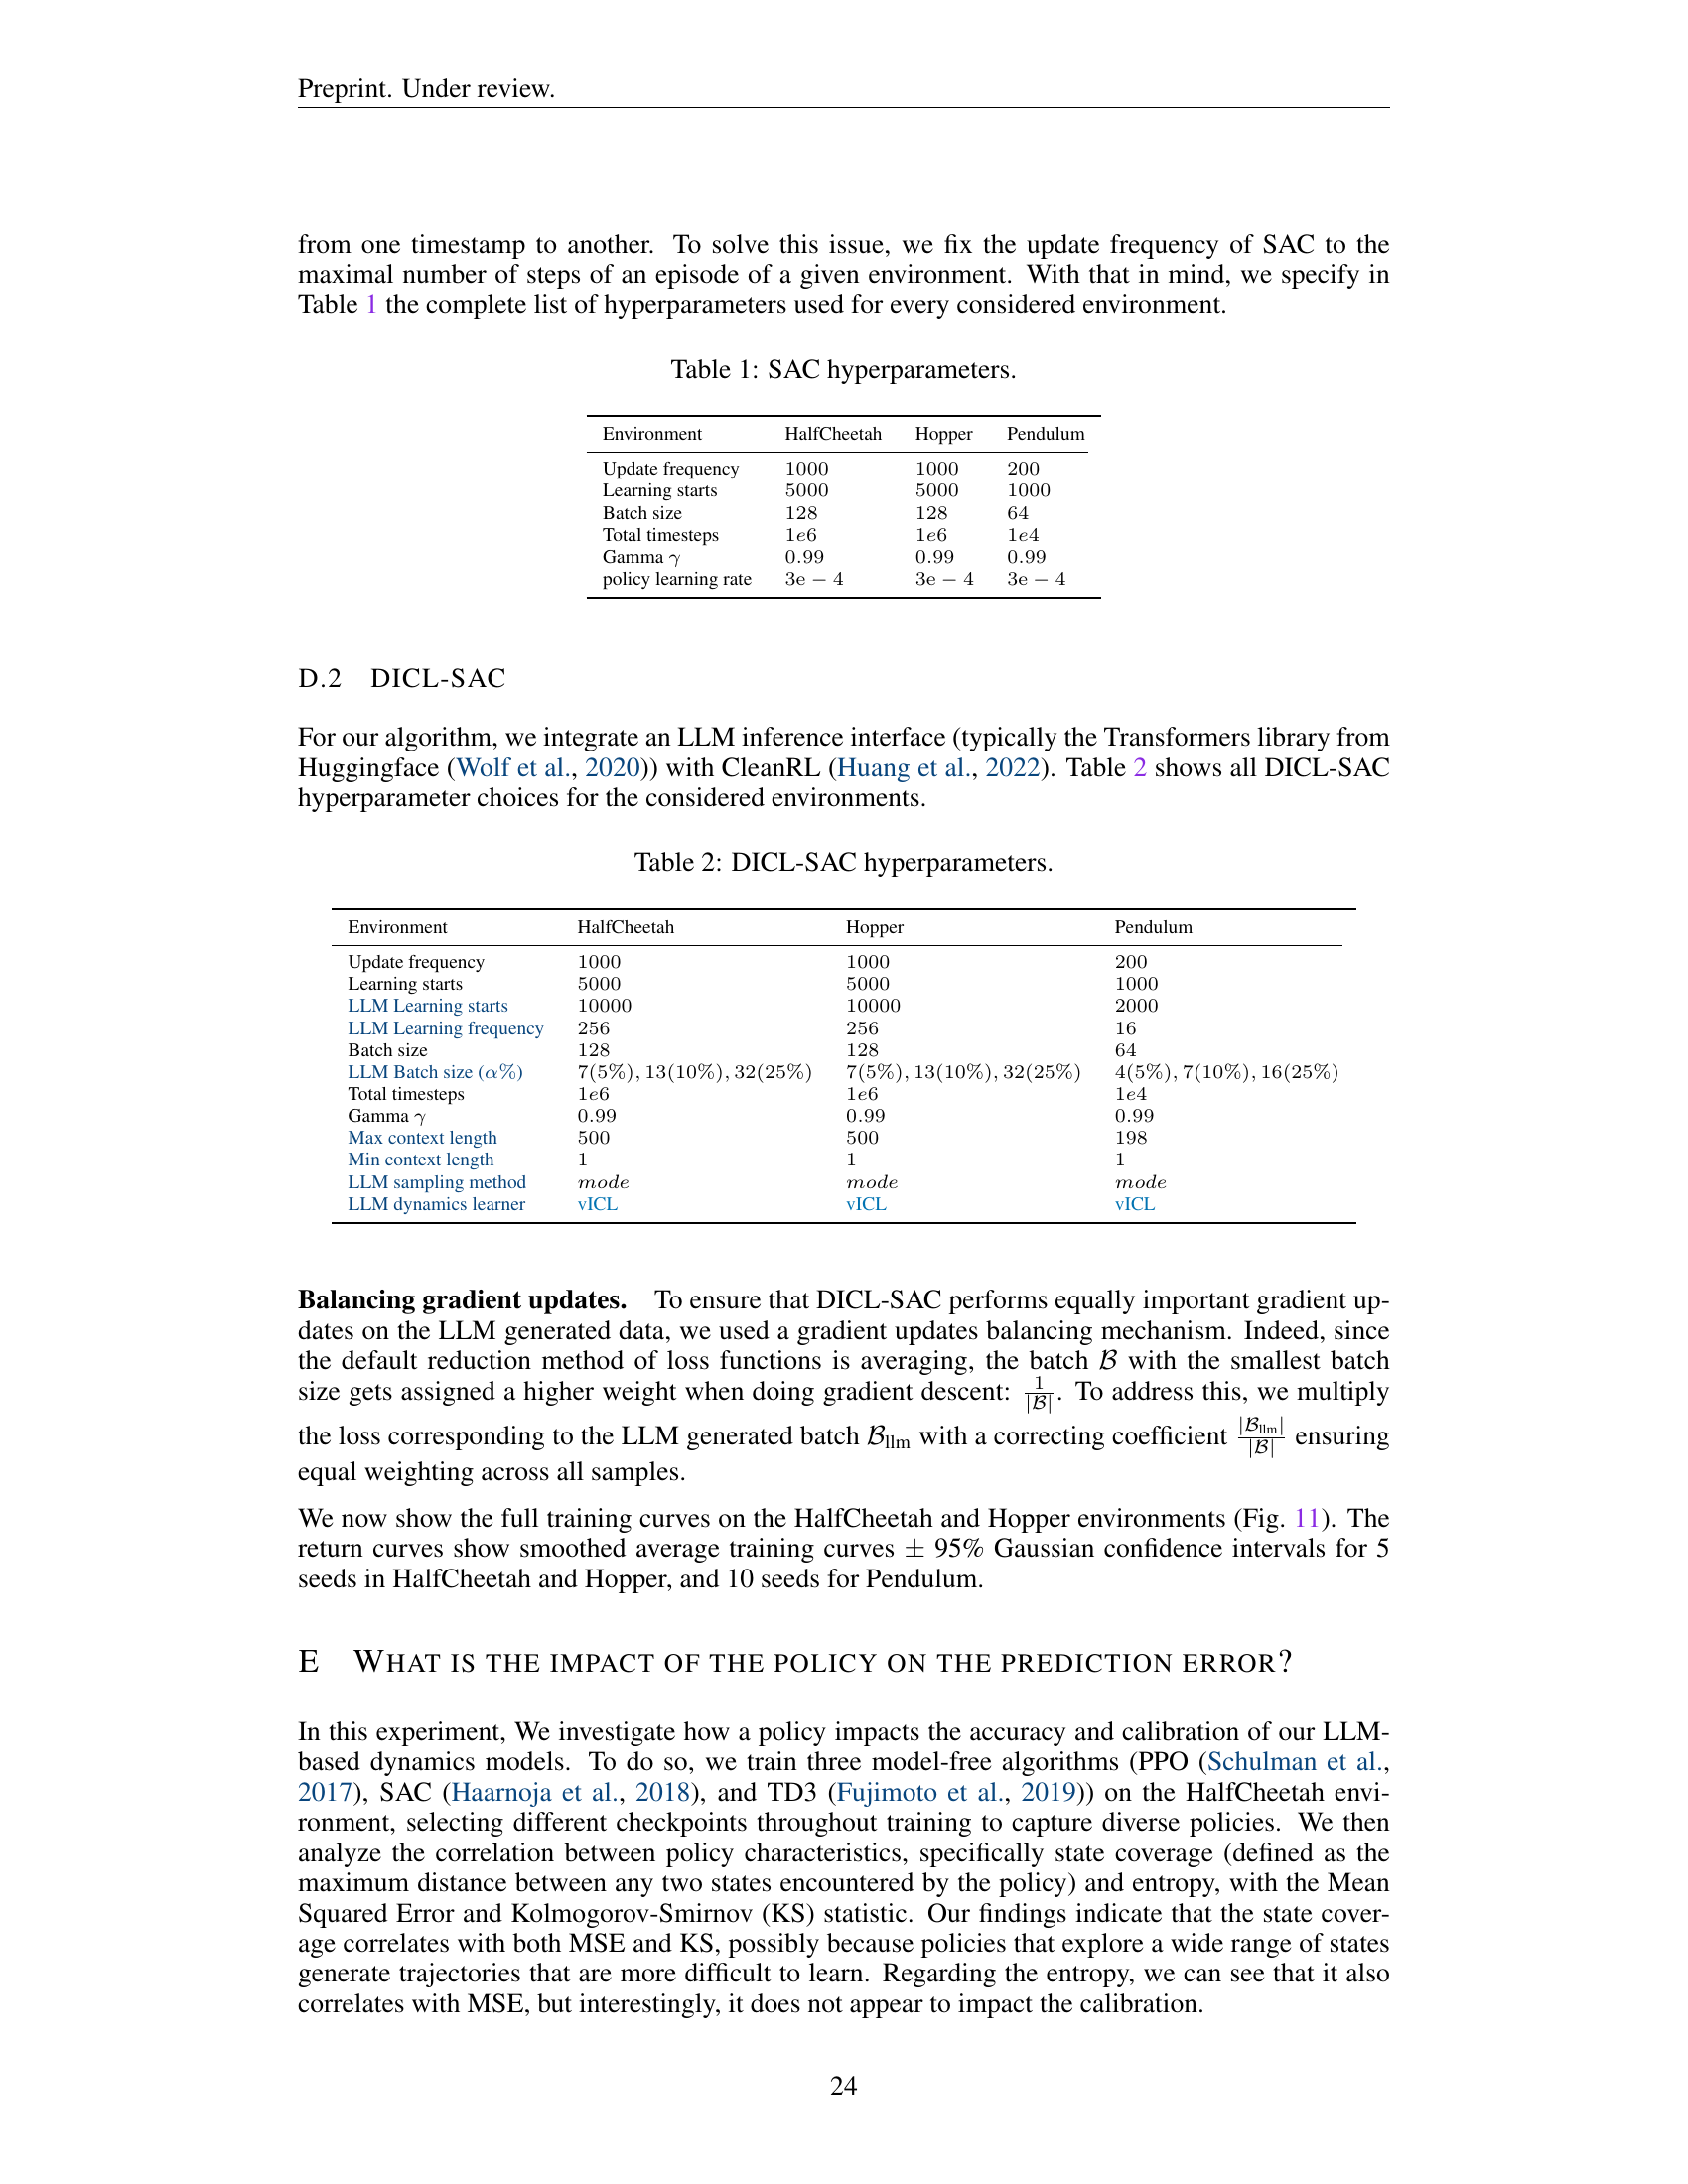 Preprint. Under review.
from one timestamp to another. To solve this issue, we fix the update frequency of SAC to the
maximal number of steps of an episode of a given environment. With that in mind, we specify in
Table 1 the complete list of hyperparameters used for every considered environment.
Table 1: SAC hyperparameters.
Environment HalfCheetah Hopper Pendulum
Update frequency 1000 1000 200
Learning starts 5000 5000 1000
Batch size 128 128 64
Total timesteps 1e6 1e6 1e4
Gamma γ 0.99 0.99 0.99
policy learning rate 3e − 4 3e − 4 3e − 4
D.2 DICL-SAC
For our algorithm, we integrate an LLM inference interface (typically the Transformers library from
Huggingface (Wolf et al., 2020)) with CleanRL (Huang et al., 2022). Table 2 shows all DICL-SAC
hyperparameter choices for the considered environments.
Table 2: DICL-SAC hyperparameters.
Environment HalfCheetah Hopper Pendulum
Update frequency 1000 1000 200
Learning starts 5000 5000 1000
LLM Learning starts 10000 10000 2000
LLM Learning frequency 256 256 16
Batch size 128 128 64
LLM Batch size (α%) 7(5%), 13(10%), 32(25%) 7(5%), 13(10%), 32(25%) 4(5%), 7(10%), 16(25%)
Total timesteps 1e6 1e6 1e4
Gamma γ 0.99 0.99 0.99
Max context length 500 500 198
Min context length 1 1 1
LLM sampling method mode mode mode
LLM dynamics learner vICL vICL vICL
Balancing gradient updates. To ensure that DICL-SAC performs equally important gradient up-
dates on the LLM generated data, we used a gradient updates balancing mechanism. Indeed, since
the default reduction method of loss functions is averaging, the batch ℬ with the smallest batch
size gets assigned a higher weight when doing gradient descent: 1/|ℬ|. To address this, we multiply
the loss corresponding to the LLM generated batch ℬllm with a correcting coefficient |ℬllm|/|ℬ| ensuring
equal weighting across all samples.
We now show the full training curves on the HalfCheetah and Hopper environments (Fig. 11). The
return curves show smoothed average training curves ± 95% Gaussian confidence intervals for 5
seeds in HalfCheetah and Hopper, and 10 seeds for Pendulum.
E WHAT IS THE IMPACT OF THE POLICY ON THE PREDICTION ERROR?
In this experiment, We investigate how a policy impacts the accuracy and calibration of our LLM-
based dynamics models. To do so, we train three model-free algorithms (PPO (Schulman et al.,
2017), SAC (Haarnoja et al., 2018), and TD3 (Fujimoto et al., 2019)) on the HalfCheetah envi-
ronment, selecting different checkpoints throughout training to capture diverse policies. We then
analyze the correlation between policy characteristics, specifically state coverage (defined as the
maximum distance between any two states encountered by the policy) and entropy, with the Mean
Squared Error and Kolmogorov-Smirnov (KS) statistic. Our findings indicate that the state cover-
age correlates with both MSE and KS, possibly because policies that explore a wide range of states
generate trajectories that are more difficult to learn. Regarding the entropy, we can see that it also
correlates with MSE, but interestingly, it does not appear to impact the calibration.
24